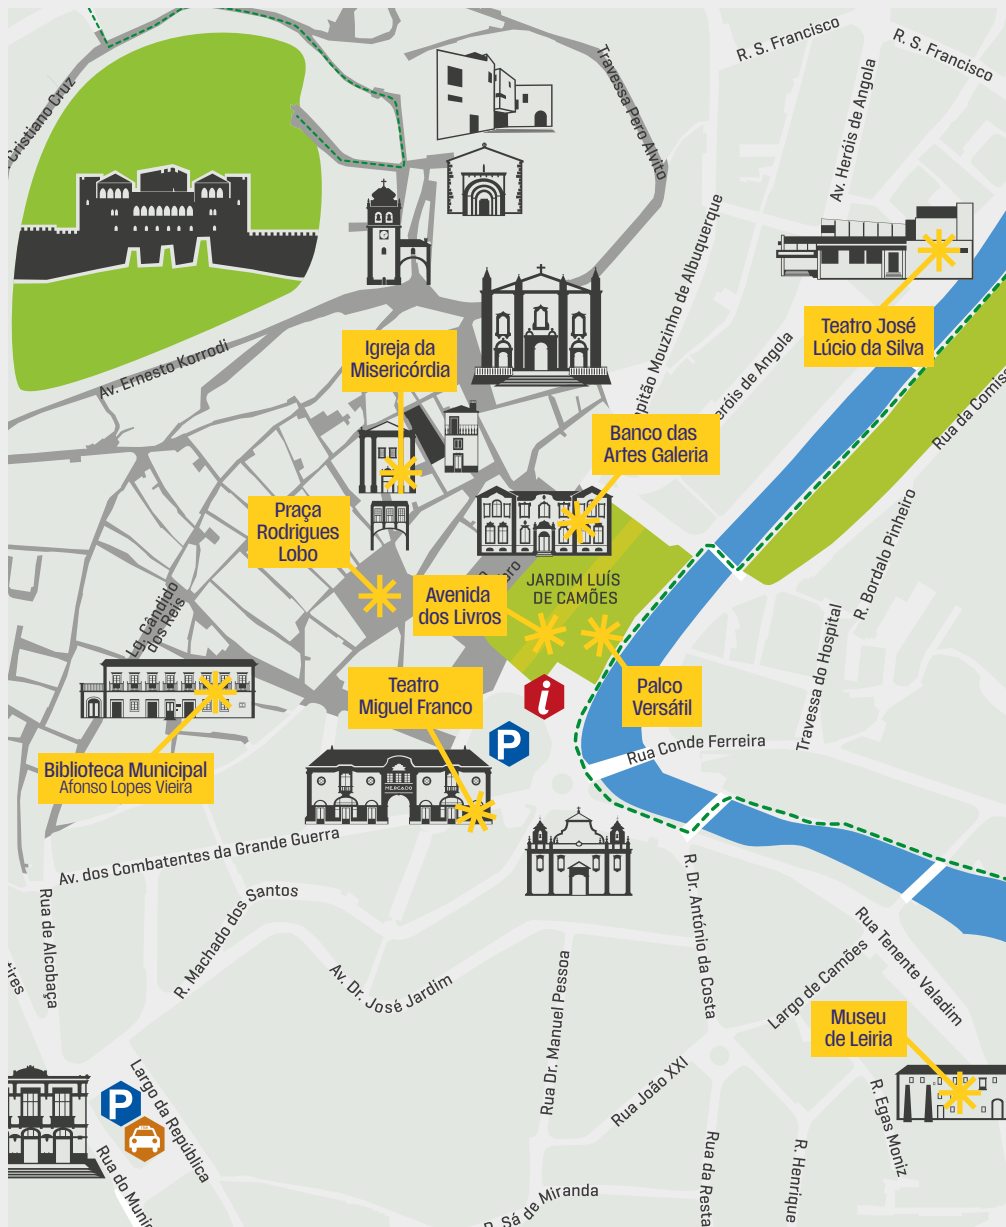 R. S. Francisco
R. S. Francisco
Travessa Pero Alvito
Cristiano Cruz
Av. Heróis de Angola
Teatro José
Lúcio da Silva
Igreja da
Misericórdia
Av. Ernesto Korrodi
Mouzinho de Albuquerque
de Angola
Rua da
Banco das
Artes Galeria
Praça
Rodrigues
Lobo
R. Bordalo Pinheiro
JARDIM LUÍS
DE CAMÕES
Avenida
dos Livros
Lg. Cândido
dos Reis
Travessa do Hospital
Teatro
Miguel Franco
i
Palco
Versátil
P
Rua Conde Ferreira
Biblioteca Municipal
Afonso Lopes Vieira
MERCADO
Av. dos Combatentes da Grande Guerra
Rua de Alcobaça
R. Machado dos Santos
Av. Dr. José Jardim
Rua Dr. Manuel Pessoa
R. Dr. António da Costa
Rua Tenente Valadim
Largo de Camões
Museu
de Leiria
R. Egas Moniz
Rua João XXI
P
Largo da República
Rua do
Rua da
R. Henrique
R. Sá de Miranda